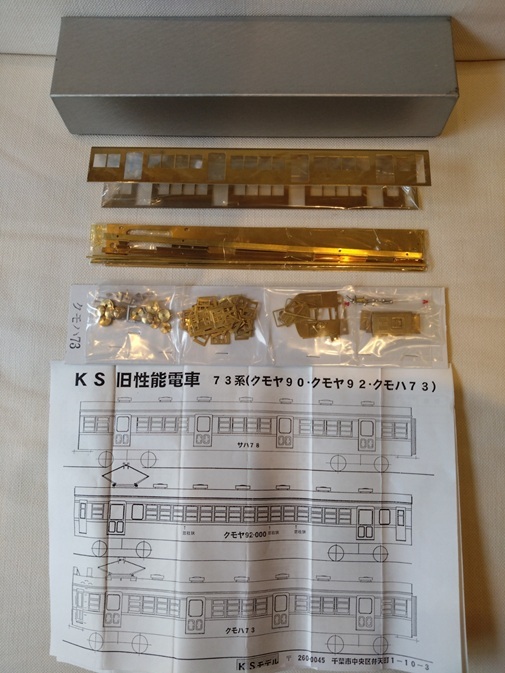 クモハ73
KS 旧性能電車 73系(クモヤ90・クモヤ92・クモハ73)
サハ78
クモヤ92-000
クモハ73
KSモデル 〒260-0045 千葉市中央区弁天町1-10-3